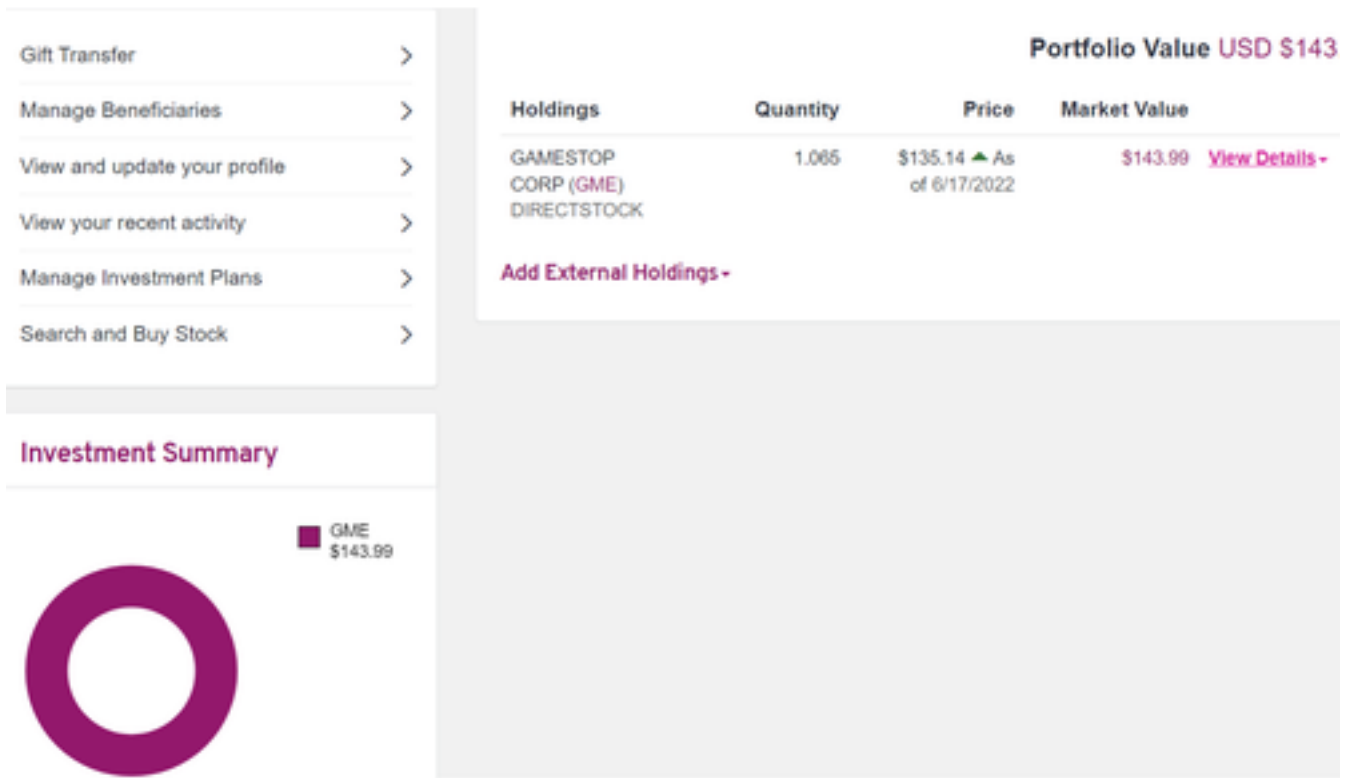 Gift Transfer
Manage Beneficiaries
View and update your profile
View your recent activity
Manage Investment Plans
Search and Buy Stock
Investment Summary
GME
$143.99
Portfolio Value USD $143
Holdings Quantity Price Market Value
GAMESTOP 1.065 $135.14 As $143.99 View Details
CORP (GME) of 6/17/2022
DIRECTSTOCK
Add External Holdings